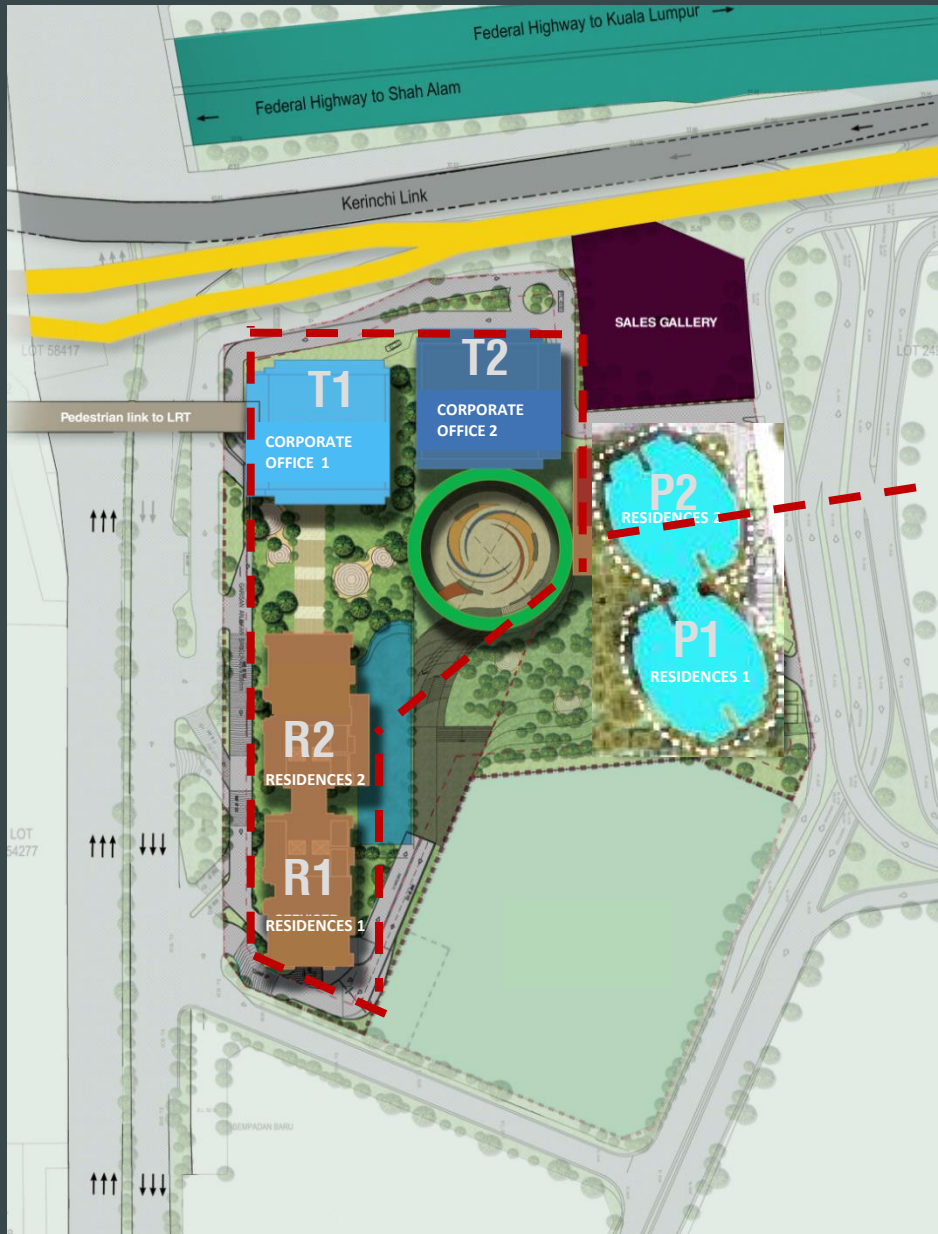 Federal Highway to Kuala Lumpur
Federal Highway to Shah Alam
Kerinchi Link
SALES GALLERY
LOT 58417
T1
CORPORATE
OFFICE 1
T2
CORPORATE
OFFICE 2
Pedestrian link to LRT
P2
RESIDENCES 2
P1
RESIDENCES 1
R2
RESIDENCES 2
R1
RESIDENCES 1
LOT
54277
SEMPADAN BARU